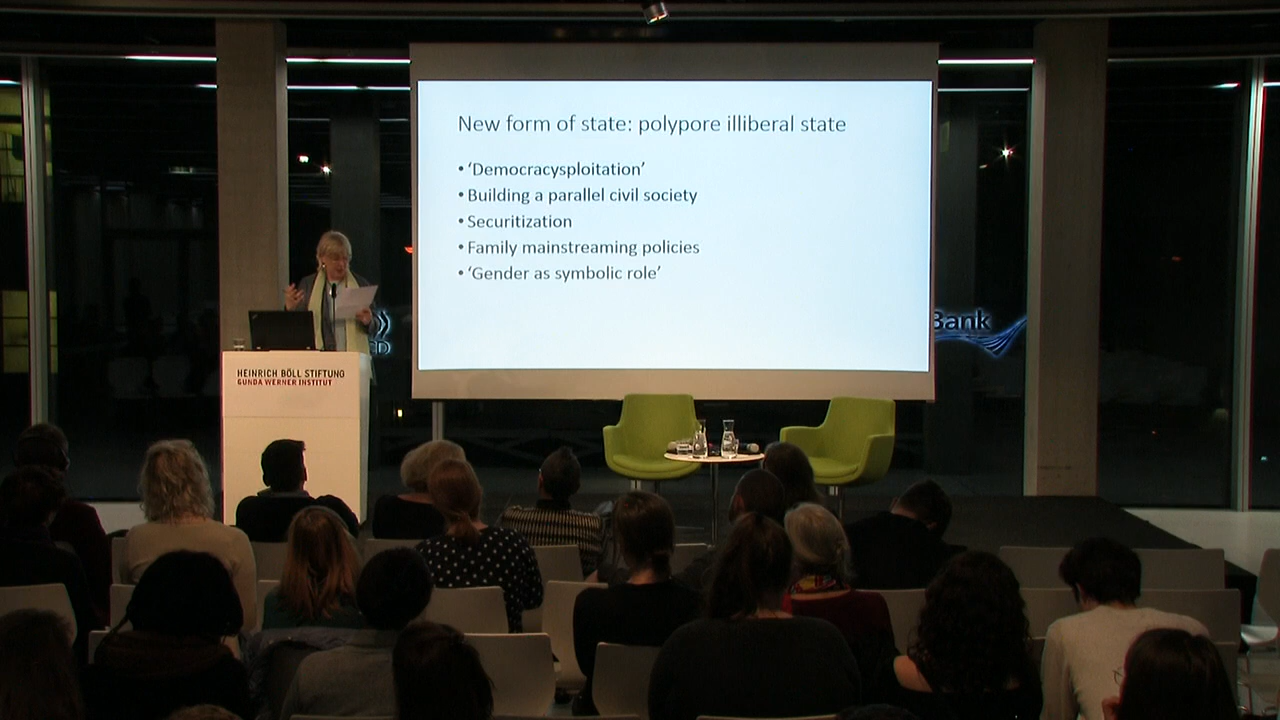 New form of state: polypore illiberal state
• ‘Democracysploitation’
• Building a parallel civil society
• Securitization
• Family mainstreaming policies
• ‘Gender as symbolic role’
HEINRICH BÖLL STIFTUNG
GUNDA WERNER INSTITUT
Bank